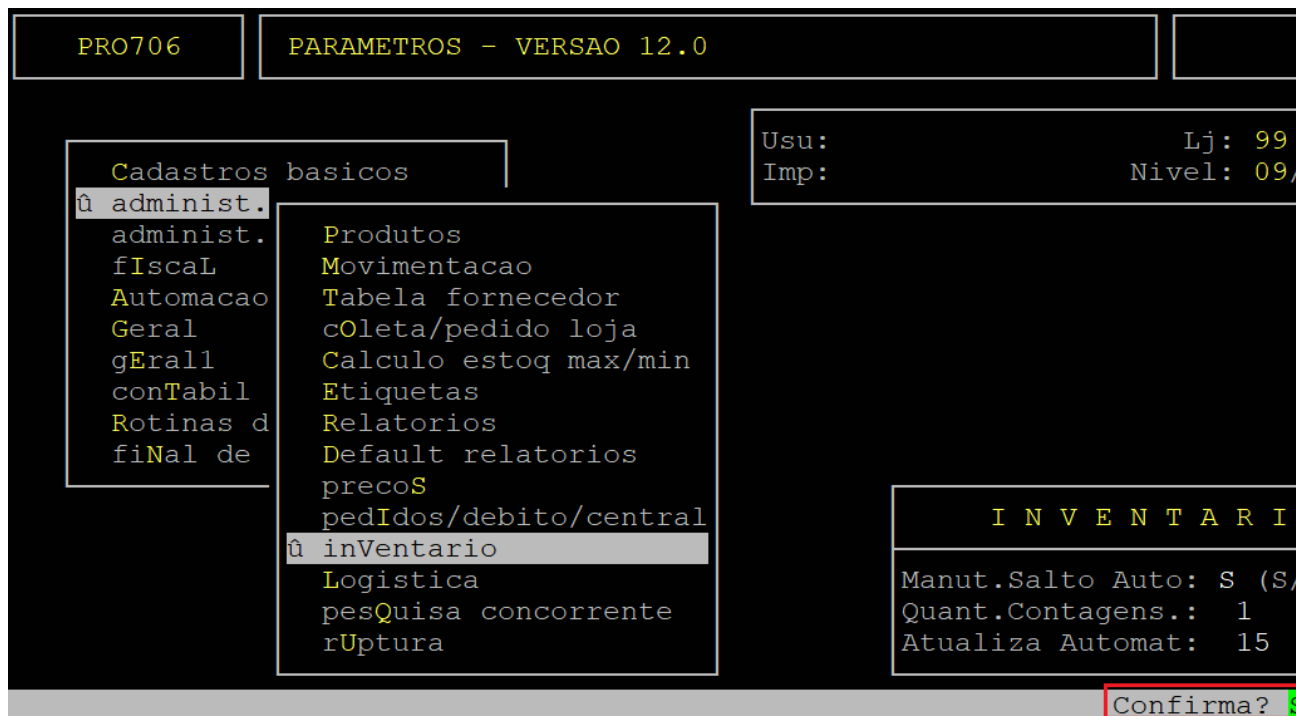 PRO706
PARAMETROS - VERSAO 12.0
Usu: Lj: 99
Imp: Nivel: 09/
Cadastros basicos
û administ.
administ.
fIscaL
Automacao
Geral
gEral1
conTabil
Rotinas d
fiNal de
Produtos
Movimentacao
Tabela fornecedor
cOleta/pedido loja
Calculo estoq max/min
Etiquetas
Relatorios
Default relatorios
precoS
pedIdos/debito/central
û inVentario
Logistica
pesQuisa concorrente
rUptura
I N V E N T A R I
Manut.Salto Auto: S (S/
Quant.Contagens.: 1
Atualiza Automat: 15
Confirma? S